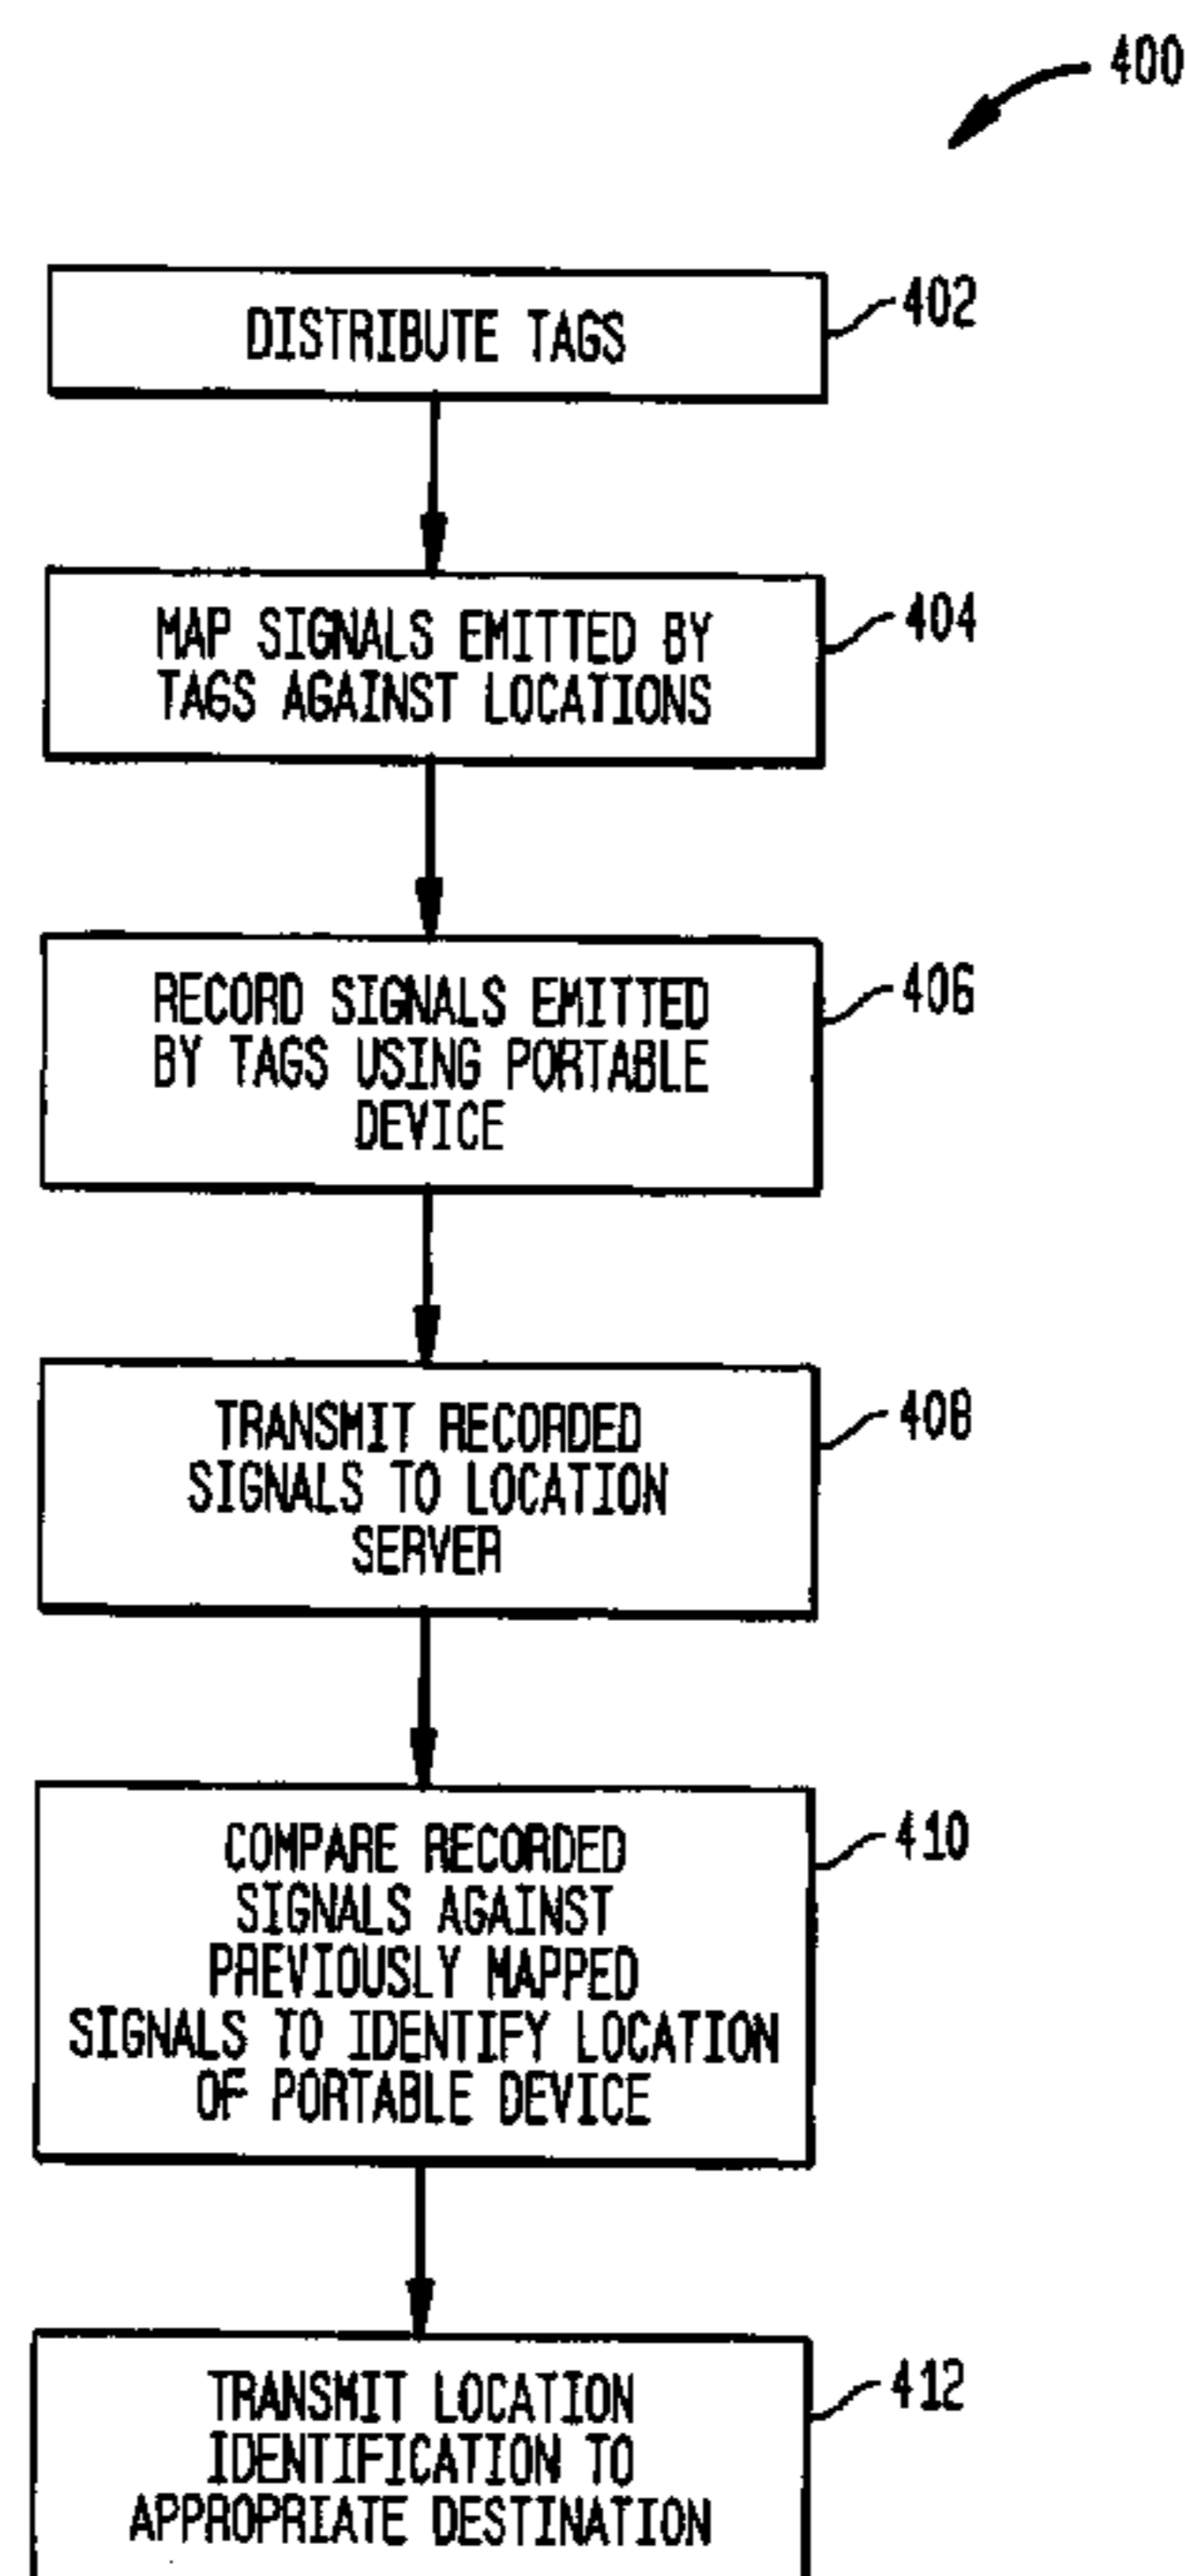 400
DISTRIBUTE TAGS
402
MAP SIGNALS EMITTED BY
TAGS AGAINST LOCATIONS
404
RECORD SIGNALS EMITTED
BY TAGS USING PORTABLE
DEVICE
406
TRANSMIT RECORDED
SIGNALS TO LOCATION
SERVER
408
COMPARE RECORDED
SIGNALS AGAINST
PREVIOUSLY MAPPED
SIGNALS TO IDENTIFY LOCATION
OF PORTABLE DEVICE
410
TRANSMIT LOCATION
IDENTIFICATION TO
APPROPRIATE DESTINATION
412